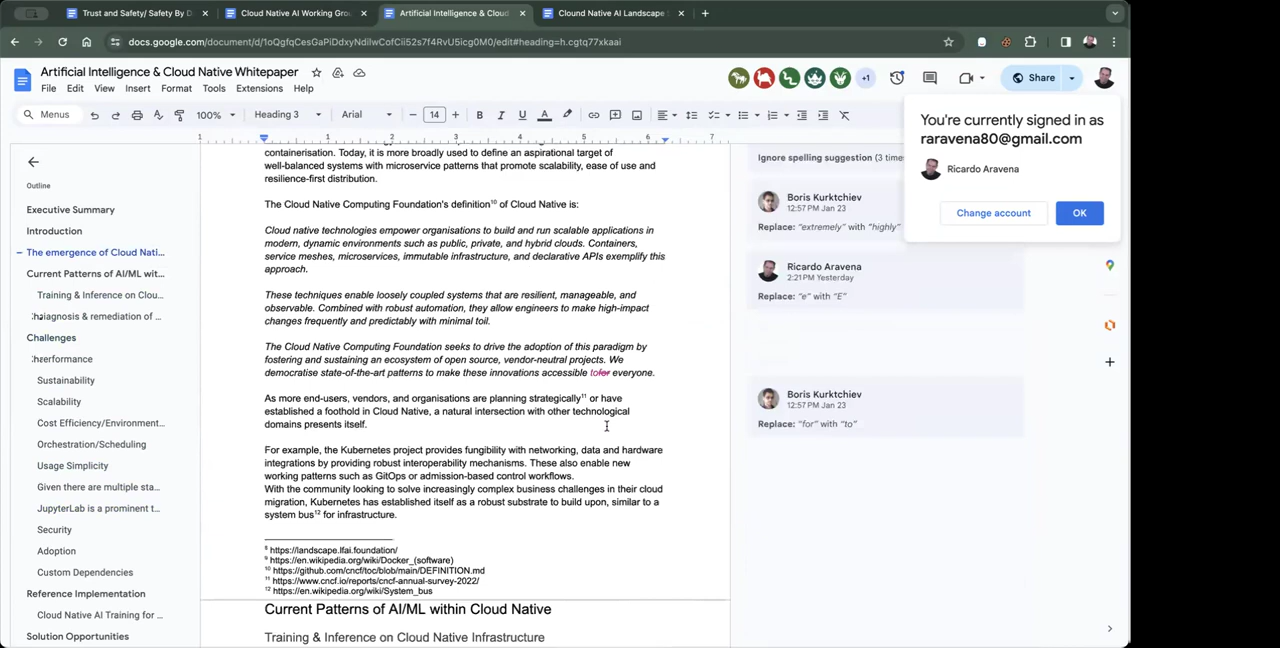 Trust and Safety/ Safety By D
Cloud Native AI Working Gro
Artificial Intelligence & Cloud
Clound Native AI Landscape
docs.google.com/document/d/1oQgfqCesGaPiDdxyNdilwCofCii52s7f4RvU5icg0M0/edit#heading=h.cgtq77xkaai
Artificial Intelligence & Cloud Native Whitepaper
File Edit View Insert Format Tools Extensions Help
+1
Share
Menus
100%
Heading 3
Arial
14
B I U A
1 1 2 3 4 5 6 7
You're currently signed in as
raravena80@gmail.com
Ricardo Aravena
Change account
OK
Outline
Executive Summary
Introduction
The emergence of Cloud Nati...
Current Patterns of AI/ML wit...
Training & Inference on Clou...
diagnosis & remediation of ...
Challenges
Performance
Sustainability
Scalability
Cost Efficiency/Environment...
Orchestration/Scheduling
Usage Simplicity
Given there are multiple sta...
JupyterLab is a prominent t...
Security
Adoption
Custom Dependencies
Reference Implementation
Cloud Native AI Training for ...
Solution Opportunities
containerisation. Today, it is more broadly used to define an aspirational target of
well-balanced systems with microservice patterns that promote scalability, ease of use and
resilience-first distribution.
The Cloud Native Computing Foundation's definition10 of Cloud Native is:
Cloud native technologies empower organisations to build and run scalable applications in
modern, dynamic environments such as public, private, and hybrid clouds. Containers,
service meshes, microservices, immutable infrastructure, and declarative APIs exemplify this
approach.
These techniques enable loosely coupled systems that are resilient, manageable, and
observable. Combined with robust automation, they allow engineers to make high-impact
changes frequently and predictably with minimal toil.
The Cloud Native Computing Foundation seeks to drive the adoption of this paradigm by
fostering and sustaining an ecosystem of open source, vendor-neutral projects. We
democratise state-of-the-art patterns to make these innovations accessible tofor everyone.
As more end-users, vendors, and organisations are planning strategically11 or have
established a foothold in Cloud Native, a natural intersection with other technological
domains presents itself.
For example, the Kubernetes project provides fungibility with networking, data and hardware
integrations by providing robust interoperability mechanisms. These also enable new
working patterns such as GitOps or admission-based control workflows.
With the community looking to solve increasingly complex business challenges in their cloud
migration, Kubernetes has established itself as a robust substrate to build upon, similar to a
system bus12 for infrastructure.
8 https://landscape.lfai.foundation/
9 https://en.wikipedia.org/wiki/Docker_(software)
10 https://github.com/cncf/toc/blob/main/DEFINITION.md
11 https://www.cncf.io/reports/cncf-annual-survey-2022/
12 https://en.wikipedia.org/wiki/System_bus
Current Patterns of AI/ML within Cloud Native
Training & Inference on Cloud Native Infrastructure
Ignore spelling suggestion (3 times
Boris Kurktchiev
12:57 PM Jan 23
Replace: "extremely" with "highly"
Ricardo Aravena
2:21 PM Yesterday
Replace: "e" with "E"
Boris Kurktchiev
12:57 PM Jan 23
Replace: "for" with "to"